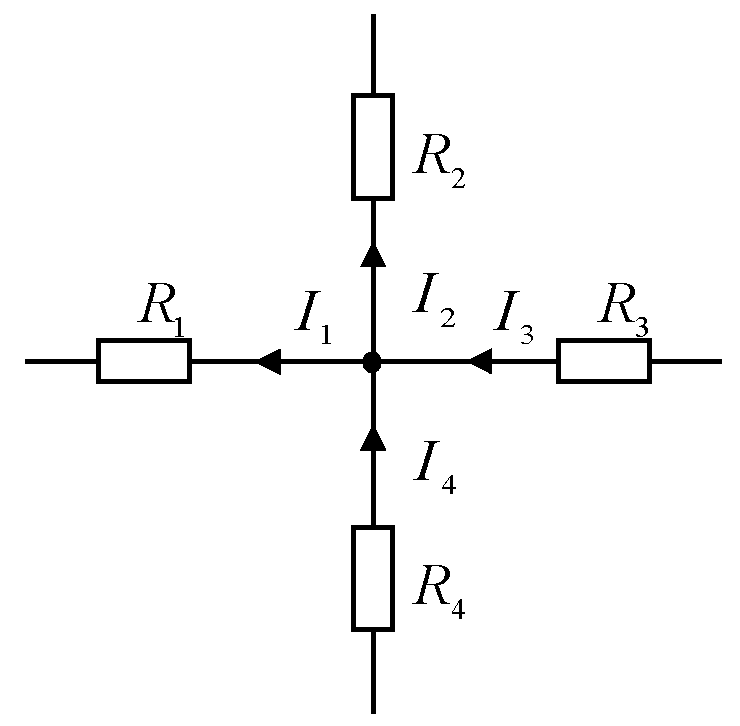 R₂
R₁
I₁
I₂
I₃
R₃
I₄
R₄